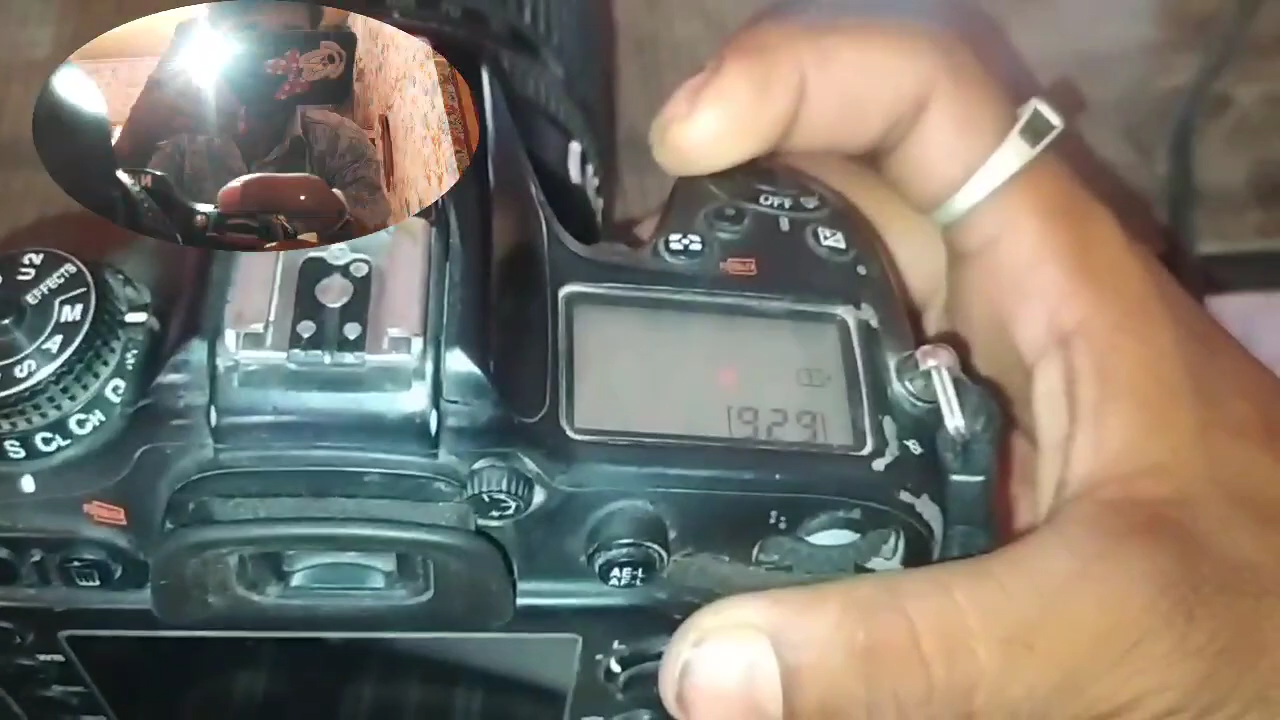 OFF
U2
EFFECTS
M
A
S
[929]
S CL CH Q
AE-L
AF-L